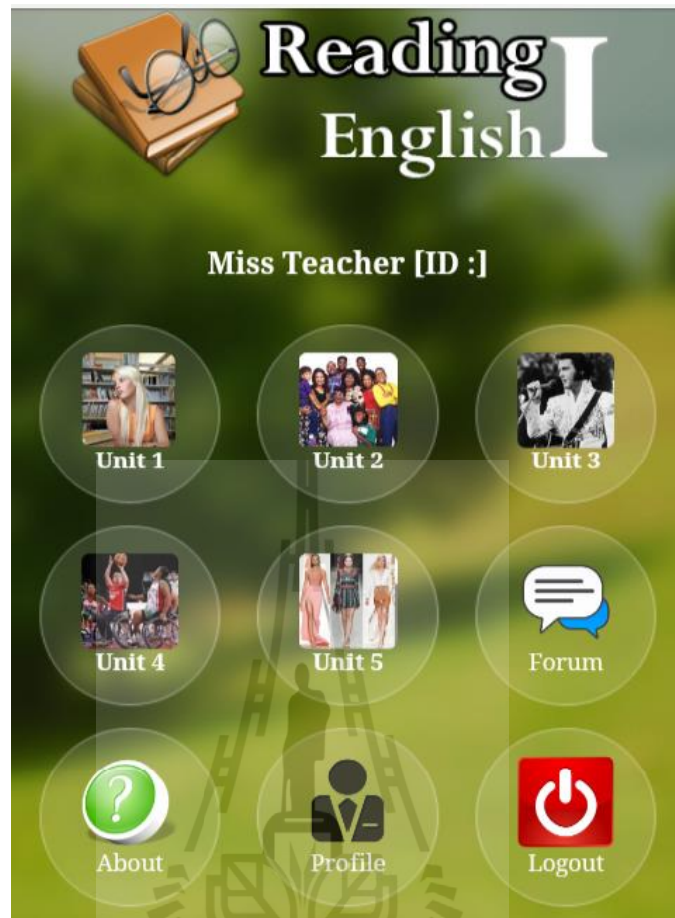 Reading
English I
Miss Teacher [ID :]
Unit 1
Unit 2
Unit 3
Unit 4
Unit 5
Forum
About
Profile
Logout